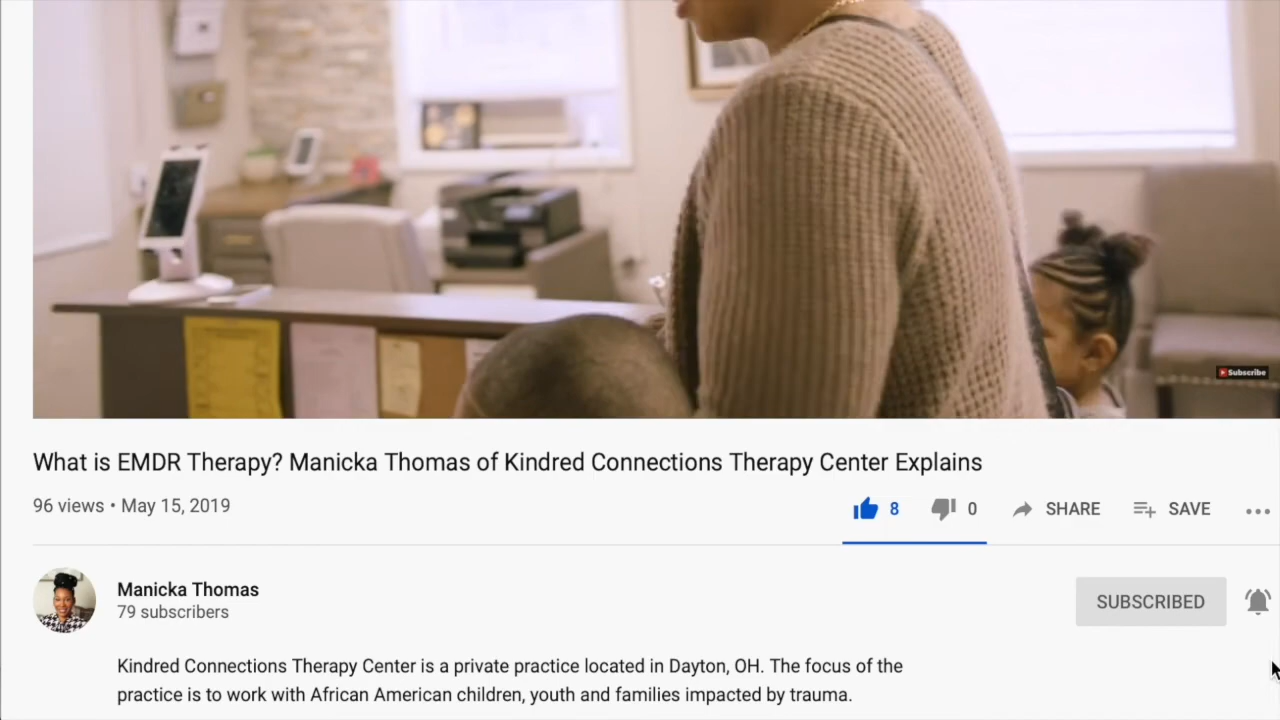 Subscribe
What is EMDR Therapy? Manicka Thomas of Kindred Connections Therapy Center Explains
96 views • May 15, 2019
8
0
SHARE
SAVE
Manicka Thomas
79 subscribers
SUBSCRIBED
Kindred Connections Therapy Center is a private practice located in Dayton, OH. The focus of the
practice is to work with African American children, youth and families impacted by trauma.